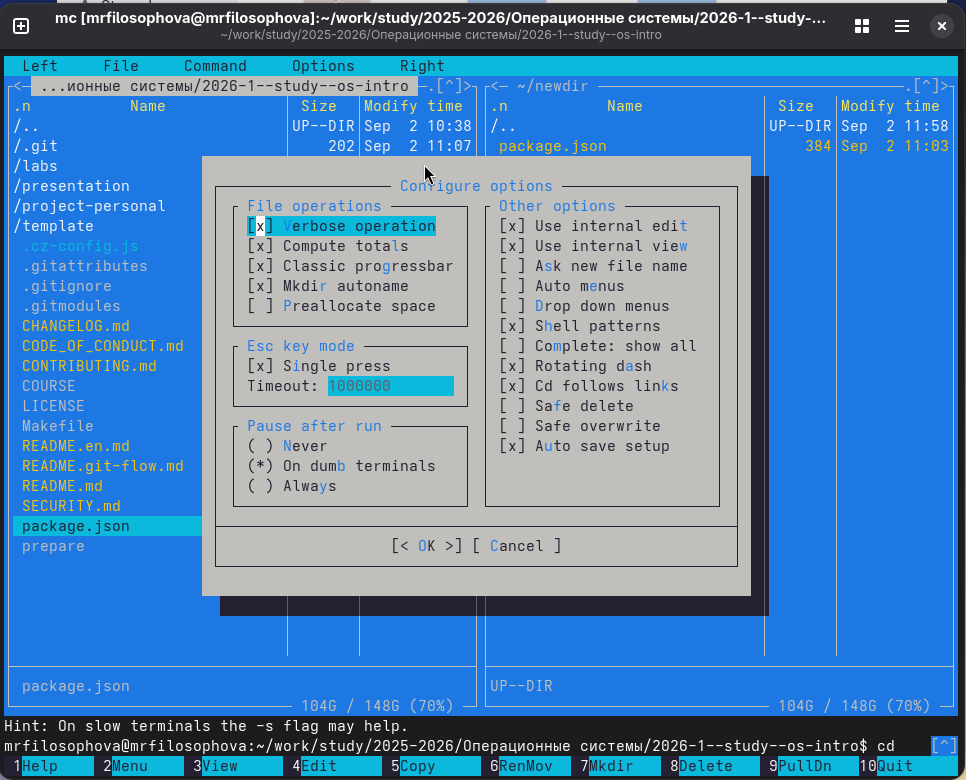 mc [mrfilosophova@mrfilosophova]:~/work/study/2025-2026/Операционные системы/2026-1--study-...
~/work/study/2025-2026/Операционные системы/2026-1--study--os-intro
Left File Command Options Right
<— ...ионные системы/2026-1--study--os-intro —.[^]> <— ~/newdir —.[^]>
.n Name Size Modify time .n Name Size Modify time
/.. UP--DIR Sep 2 10:38 /.. UP--DIR Sep 2 11:58
/.git 202 Sep 2 11:07 package.json 384 Sep 2 11:03
/labs
/presentation
/project-personal
/template
.cz-config.js
.gitattributes
.gitignore
.gitmodules
CHANGELOG.md
CODE_OF_CONDUCT.md
CONTRIBUTING.md
COURSE
LICENSE
Makefile
README.en.md
README.git-flow.md
README.md
SECURITY.md
package.json
prepare
Configure options
File operations
[x] Verbose operation
[x] Compute totals
[x] Classic progressbar
[x] Mkdir autoname
[ ] Preallocate space
Esc key mode
[x] Single press
Timeout: 1000000
Pause after run
( ) Never
(*) On dumb terminals
( ) Always
Other options
[x] Use internal edit
[x] Use internal view
[ ] Ask new file name
[ ] Auto menus
[ ] Drop down menus
[x] Shell patterns
[ ] Complete: show all
[x] Rotating dash
[x] Cd follows links
[ ] Safe delete
[ ] Safe overwrite
[x] Auto save setup
[< OK >] [ Cancel ]
package.json UP--DIR
104G / 148G (70%) 104G / 148G (70%)
Hint: On slow terminals the -s flag may help.
mrfilosophova@mrfilosophova:~/work/study/2025-2026/Операционные системы/2026-1--study--os-intro$ cd [^]
1Help 2Menu 3View 4Edit 5Copy 6RenMov 7Mkdir 8Delete 9PullDn 10Quit